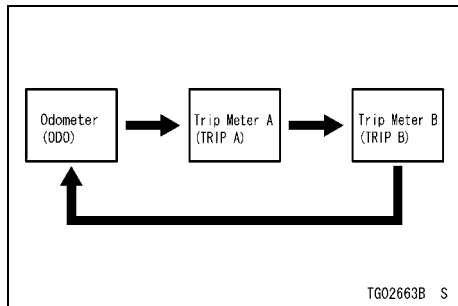 Odometer
(ODO)
Trip Meter A
(TRIP A)
Trip Meter B
(TRIP B)
TG02663B S